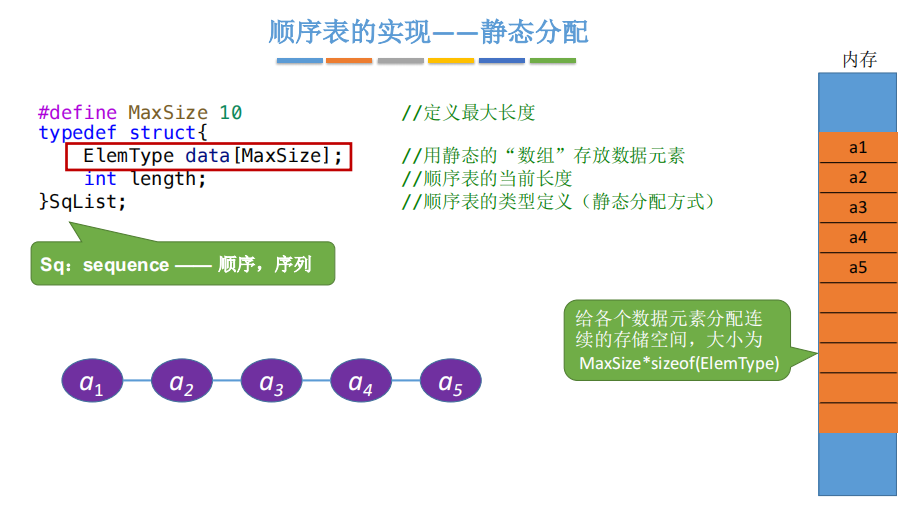 顺序表的实现——静态分配
#define MaxSize 10 //定义最大长度
typedef struct{
ElemType data[MaxSize]; //用静态的“数组”存放数据元素
int length; //顺序表的当前长度
}SqList; //顺序表的类型定义（静态分配方式）
Sq：sequence —— 顺序，序列
a1
a2
a3
a4
a5
内存
a1
a2
a3
a4
a5
给各个数据元素分配连
续的存储空间，大小为
MaxSize*sizeof(ElemType)